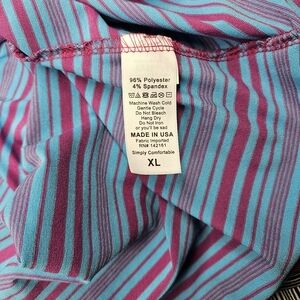 96% Polyester
4% Spandex
Machine Wash Cold
Gentle Cycle
Do Not Bleach
Hang Dry
Do Not Iron
or you'll be sad
MADE IN USA
Fabric Imported
RN# 142161
Simply Comfortable
XL